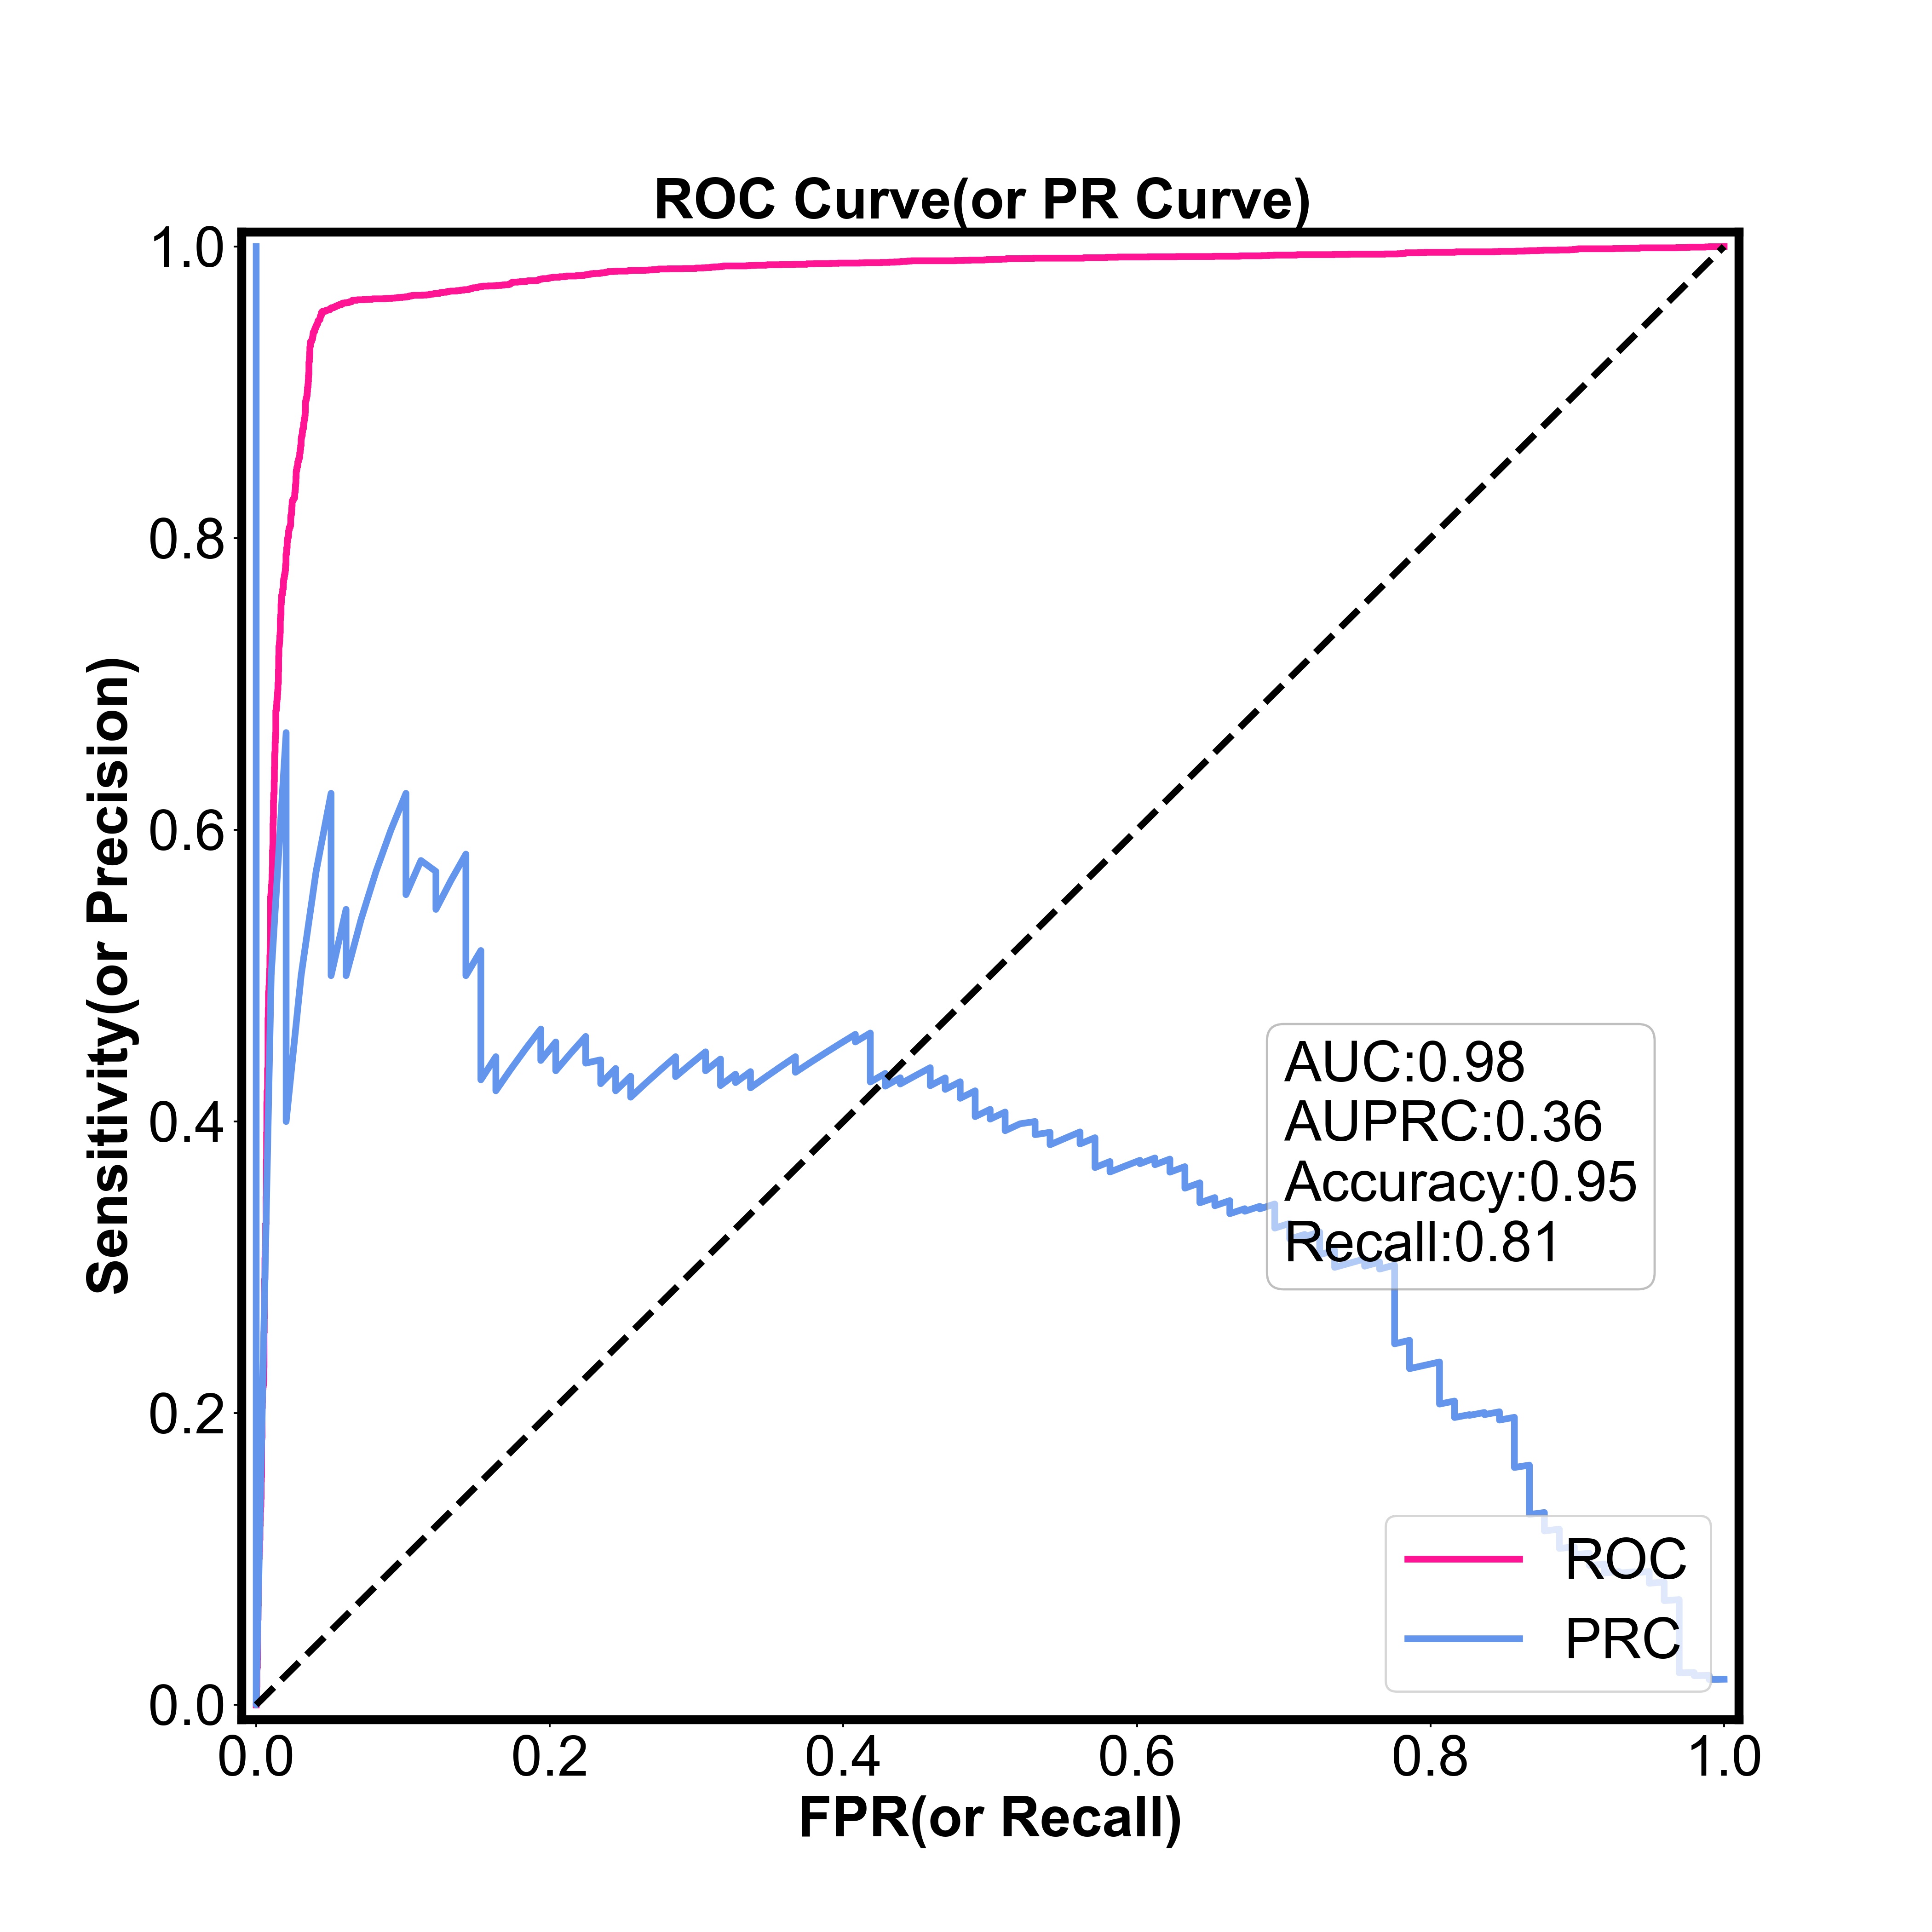 ROC Curve(or PR Curve)
1.0
0.8
0.6
0.4
0.2
0.0
Sensitivity(or Precision)
AUC:0.98
AUPRC:0.36
Accuracy:0.95
Recall:0.81
ROC
PRC
0.0 0.2 0.4 0.6 0.8 1.0
FPR(or Recall)